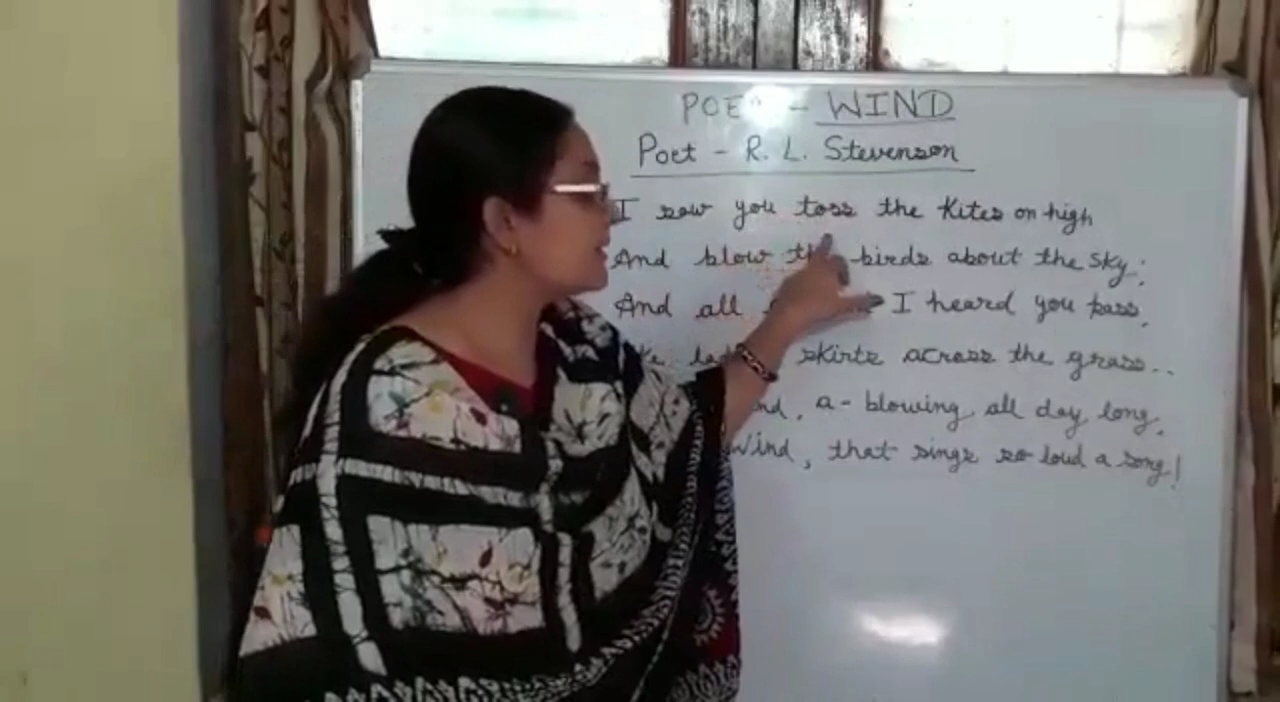 POE - WIND
Poet - R. L. Stevenson
I saw you toss the Kites on high
And blow birds about the sky;
And all I heard you pass,
skirts across the grass..
a-blowing all day long,
Wind, that sings so loud a song!